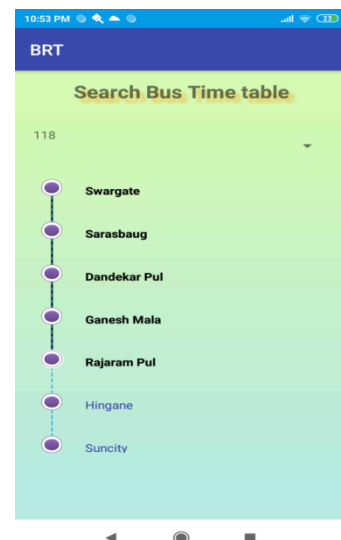 10:53 PM
BRT
Search Bus Time table
118
Swargate
Sarasbaug
Dandekar Pul
Ganesh Mala
Rajaram Pul
Hingane
Suncity